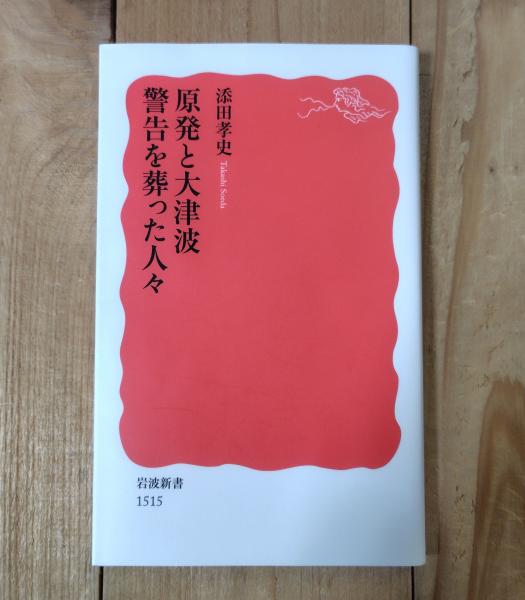 添田孝史
Takashi Soeda
原発と大津波
警告を葬った人々
岩波新書
1515